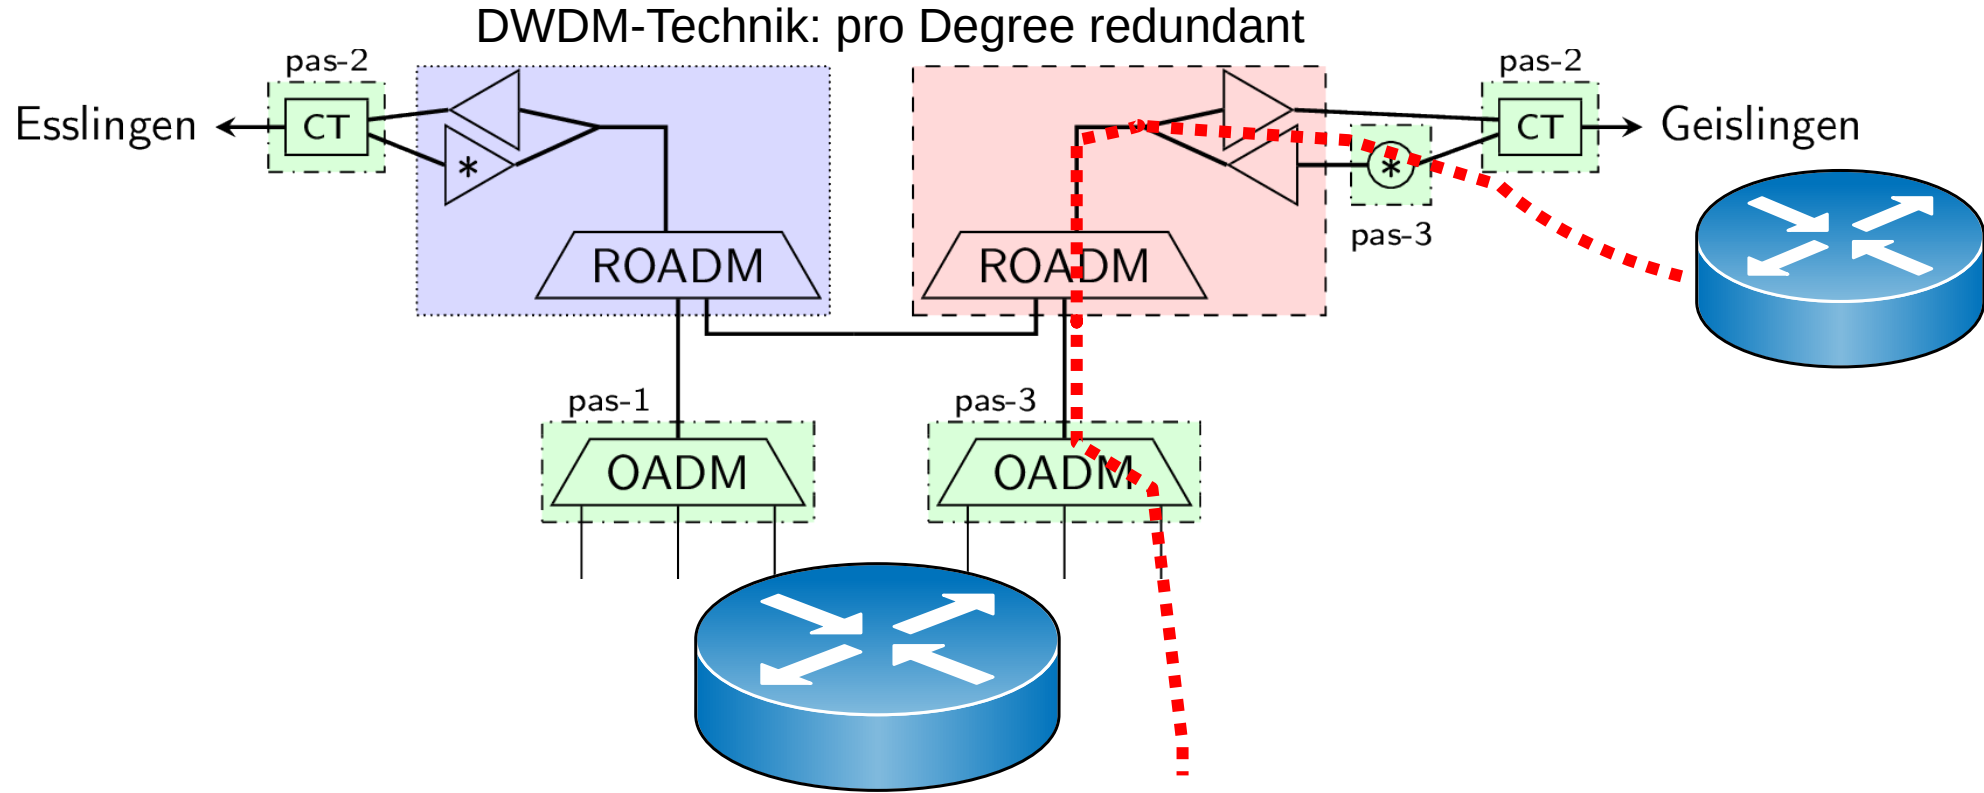 DWDM-Technik: pro Degree redundant
pas-2
pas-2
Esslingen
CT
*
*
CT
Geislingen
pas-3
ROADM
ROADM
pas-1
pas-3
OADM
OADM